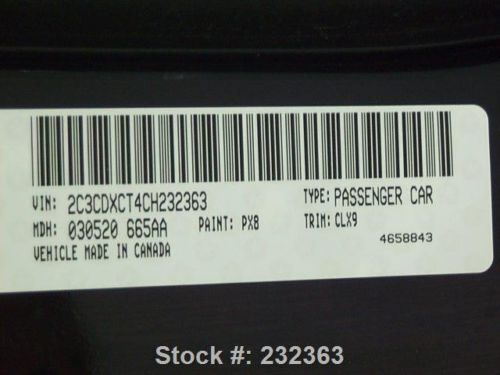 VIN: 2C3CDXCT4CH232363 TYPE: PASSENGER CAR
MDH: 030520 665AA PAINT: PX8 TRIM: CLX9
VEHICLE MADE IN CANADA 4658843
Stock #: 232363